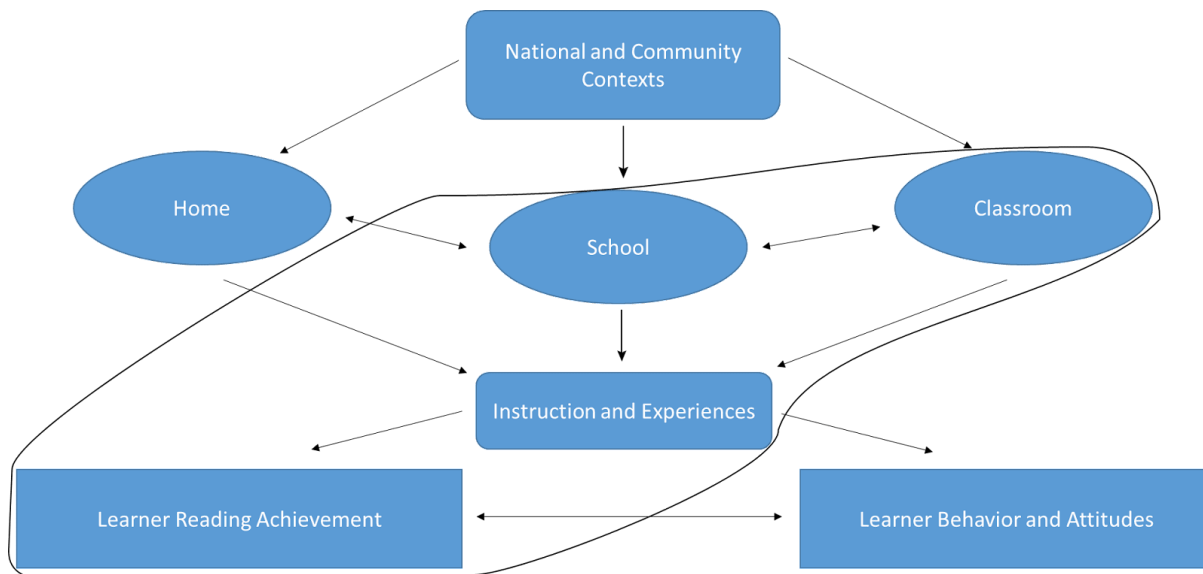 National and Community
Contexts
Home
School
Classroom
Instruction and Experiences
Learner Reading Achievement
Learner Behavior and Attitudes